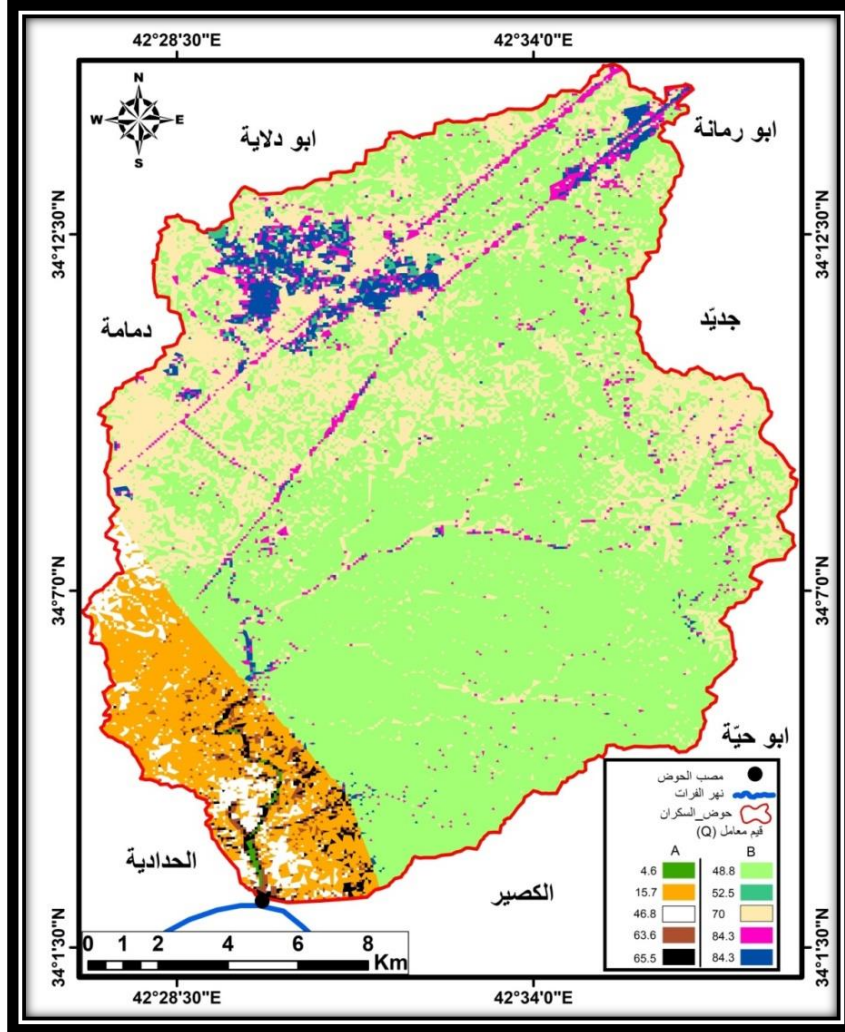 42°28'30"E 42°34'0"E
N
W E
S
ابو دلاية
ابو رمانة
34°12'30"N 34°12'30"N
دمامة
جديّد
34°7'0"N 34°7'0"N
ابو حيّة
مصب الحوض
نهر الفرات
حوض_السكران
قيم معامل (Q)
A B
4.6 48.8
15.7 52.5
46.8 70
63.6 84.3
65.5 84.3
الحدادية
الكصير
34°1'30"N 34°1'30"N
0 1 2 4 6 8
Km
42°28'30"E 42°34'0"E